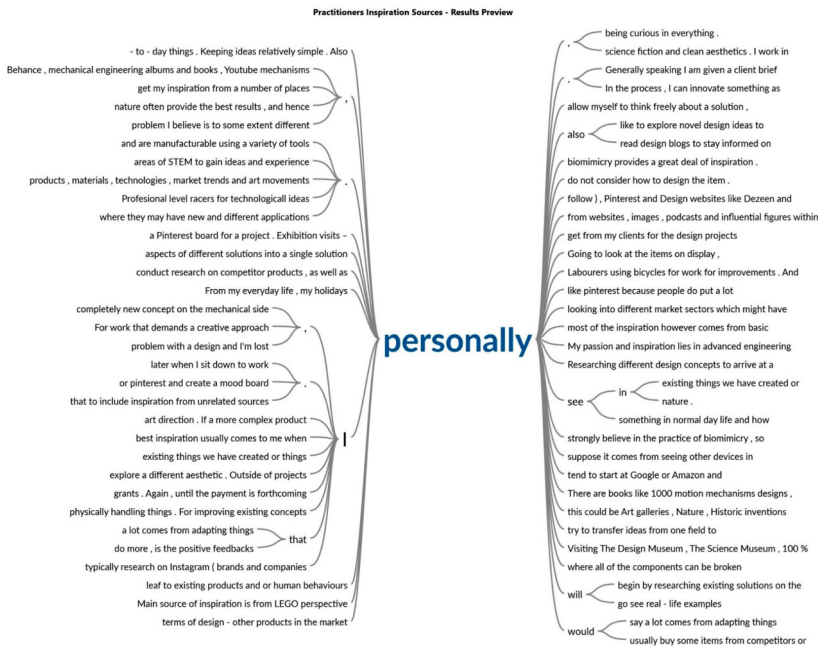 Practitioners Inspiration Sources - Results Preview
- to - day things . Keeping ideas relatively simple . Also
Behance , mechanical engineering albums and books , Youtube mechanisms
get my inspiration from a number of places
,
nature often provide the best results , and hence
problem I believe is to some extent different
and are manufacturable using a variety of tools
areas of STEM to gain ideas and experience
products , materials , technologies , market trends and art movements
.
Profesional level racers for technologicall ideas
where they may have new and different applications
a Pinterest board for a project . Exhibition visits –
aspects of different solutions into a single solution
conduct research on competitor products , as well as
From my everyday life , my holidays
completely new concept on the mechanical side
For work that demands a creative approach
,
problem with a design and I'm lost
later when I sit down to work
or pinterest and create a mood board
.
that to include inspiration from unrelated sources
art direction . If a more complex product
best inspiration usually comes to me when
I
existing things we have created or things
explore a different aesthetic . Outside of projects
grants . Again , until the payment is forthcoming
physically handling things . For improving existing concepts
a lot comes from adapting things
that
do more , is the positive feedbacks
typically research on Instagram ( brands and companies
leaf to existing products and or human behaviours
Main source of inspiration is from LEGO perspective
terms of design - other products in the market
personally
,
being curious in everything .
science fiction and clean aesthetics . I work in
.
Generally speaking I am given a client brief
In the process , I can innovate something as
allow myself to think freely about a solution ,
also
like to explore novel design ideas to
read design blogs to stay informed on
biomimicry provides a great deal of inspiration .
do not consider how to design the item .
follow ) , Pinterest and Design websites like Dezeen and
from websites , images , podcasts and influential figures within
get from my clients for the design projects
Going to look at the items on display ,
Labourers using bicycles for work for improvements . And
like pinterest because people do put a lot
looking into different market sectors which might have
most of the inspiration however comes from basic
My passion and inspiration lies in advanced engineering
Researching different design concepts to arrive at a
see
in
existing things we have created or
nature .
something in normal day life and how
strongly believe in the practice of biomimicry , so
suppose it comes from seeing other devices in
tend to start at Google or Amazon and
There are books like 1000 motion mechanisms designs ,
this could be Art galleries , Nature , Historic inventions
try to transfer ideas from one field to
Visiting The Design Museum , The Science Museum , 100 %
where all of the components can be broken
will
begin by researching existing solutions on the
go see real - life examples
would
say a lot comes from adapting things
usually buy some items from competitors or